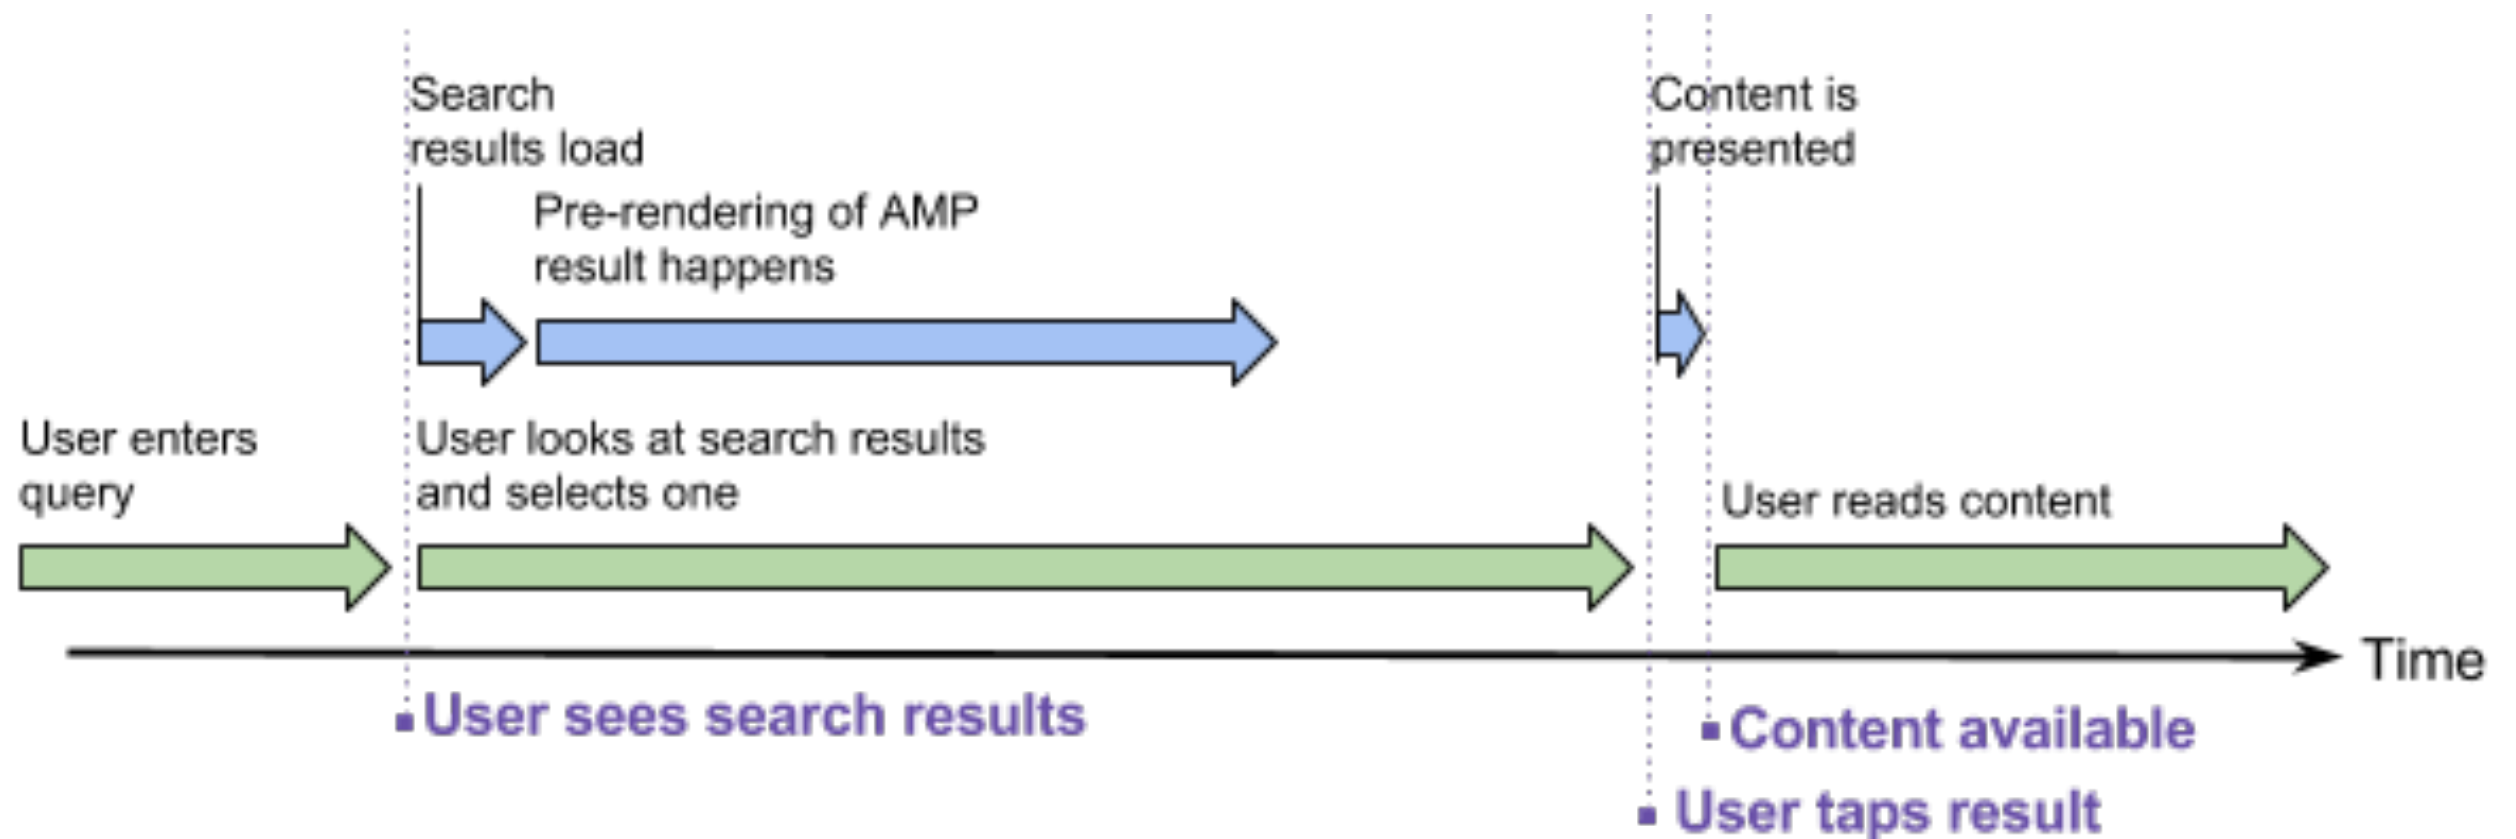 Search
results load
Content is
presented
Pre-rendering of AMP
result happens
User enters
query
User looks at search results
and selects one
User reads content
Time
User sees search results
Content available
User taps result